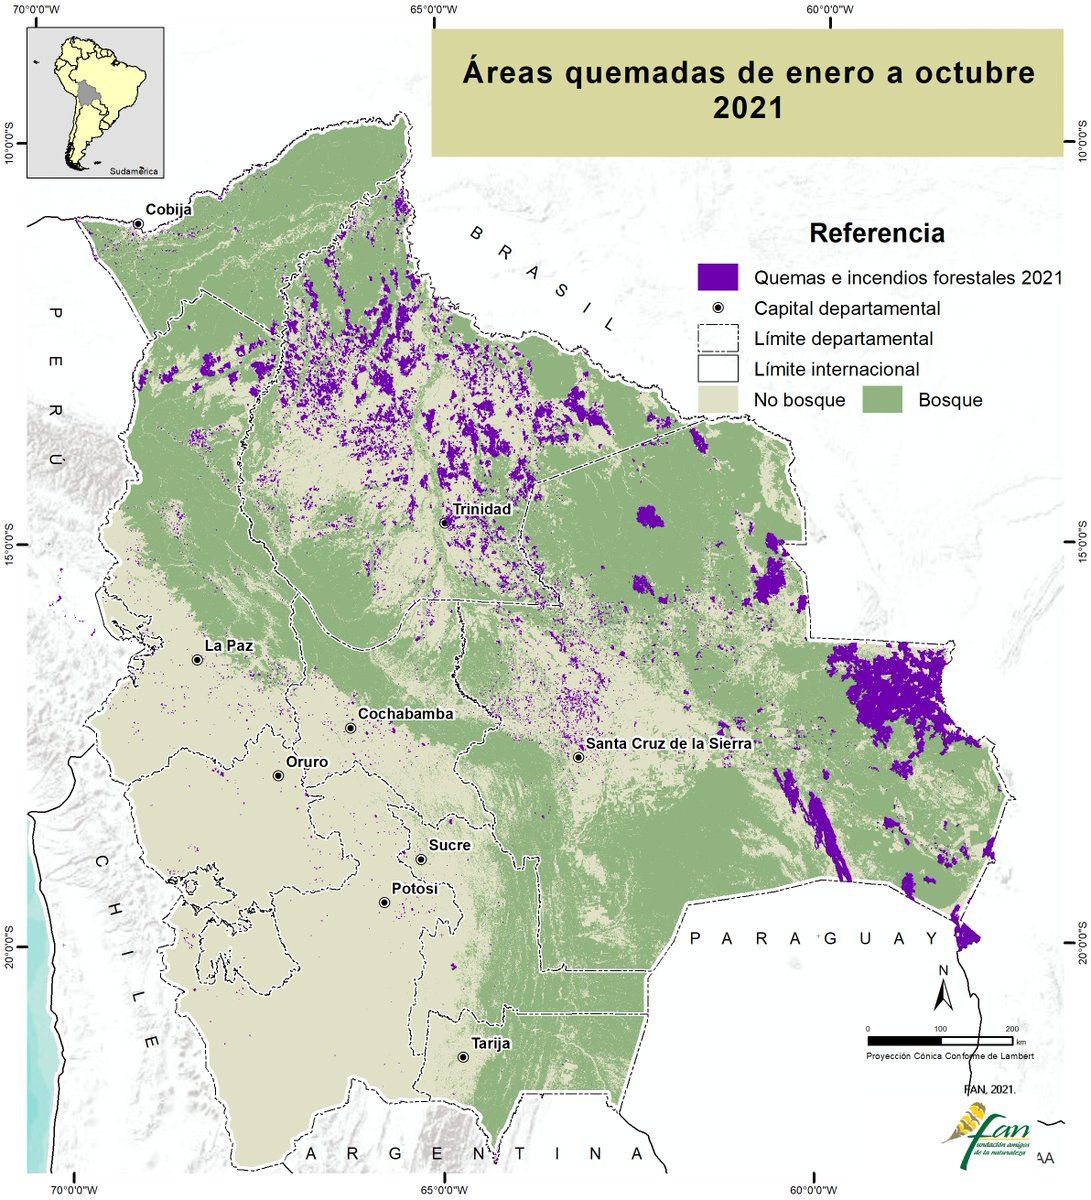 70°0'0"W
65°0'0"W
60°0'0"W
Áreas quemadas de enero a octubre
2021
10°0'0"S
10°0'0"S
Sudamérica
Cobija
BRASIL
Referencia
Quemas e incendios forestales 2021
Capital departamental
Límite departamental
Límite internacional
No bosque
Bosque
PERÚ
Trinidad
15°0'0"S
15°0'0"S
La Paz
Cochabamba
Santa Cruz de la Sierra
Oruro
Sucre
Potosí
CHILE
PARAGUAY
20°0'0"S
20°0'0"S
N
0 100 200
km
Proyección Cónica Conforme de Lambert
Tarija
FAN, 2021.
fan
fundación amigos
de la naturaleza
AA
ARGENTINA
70°0'0"W
65°0'0"W
60°0'0"W